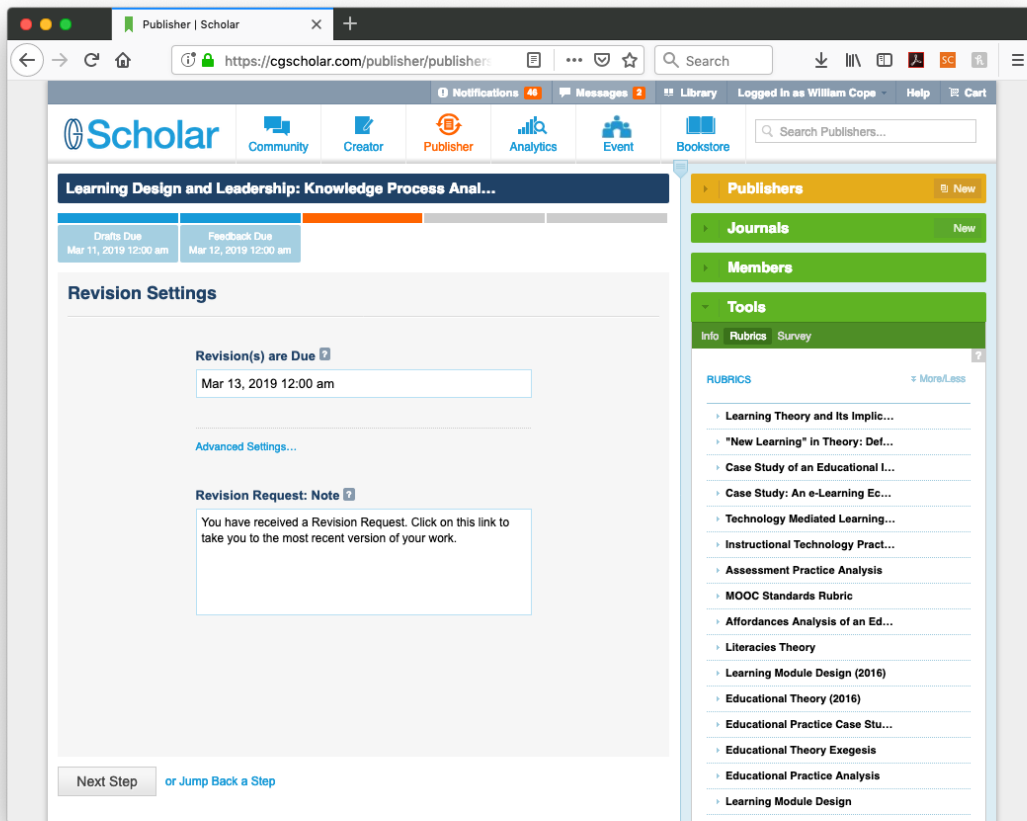 Publisher | Scholar
https://cgscholar.com/publisher/publishers
Search
Notifications 46
Messages 2
Library
Logged in as William Cope
Help
Cart
Scholar
Community
Creator
Publisher
Analytics
Event
Bookstore
Search Publishers...
Learning Design and Leadership: Knowledge Process Anal...
Drafts Due
Mar 11, 2019 12:00 am
Feedback Due
Mar 12, 2019 12:00 am
Revision Settings
Revision(s) are Due ?
Mar 13, 2019 12:00 am
Advanced Settings...
Revision Request: Note ?
You have received a Revision Request. Click on this link to
take you to the most recent version of your work.
Next Step
or Jump Back a Step
Publishers
New
Journals
New
Members
Tools
Info Rubrics Survey
?
RUBRICS
More/Less
Learning Theory and Its Implic...
"New Learning" in Theory: Def...
Case Study of an Educational I...
Case Study: An e-Learning Ec...
Technology Mediated Learning...
Instructional Technology Pract...
Assessment Practice Analysis
MOOC Standards Rubric
Affordances Analysis of an Ed...
Literacies Theory
Learning Module Design (2016)
Educational Theory (2016)
Educational Practice Case Stu...
Educational Theory Exegesis
Educational Practice Analysis
Learning Module Design